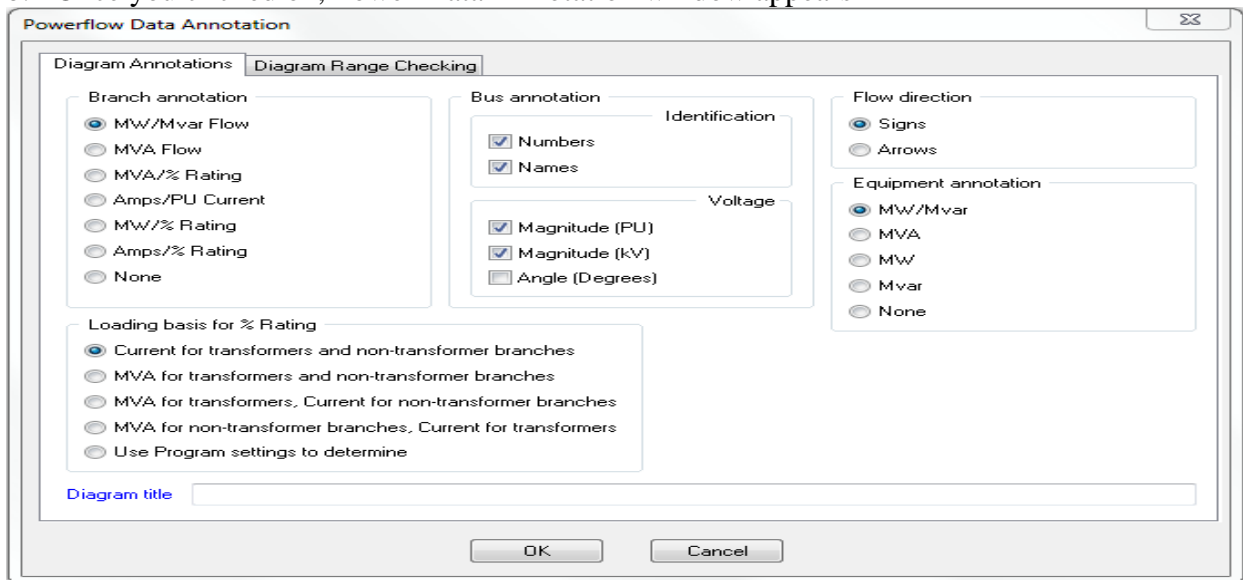 Powerflow Data Annotation
Diagram Annotations
Diagram Range Checking
Branch annotation
MW/Mvar Flow
MVA Flow
MVA/% Rating
Amps/PU Current
MW/% Rating
Amps/% Rating
None
Bus annotation
Identification
Numbers
Names
Voltage
Magnitude (PU)
Magnitude (kV)
Angle (Degrees)
Flow direction
Signs
Arrows
Equipment annotation
MW/Mvar
MVA
MW
Mvar
None
Loading basis for % Rating
Current for transformers and non-transformer branches
MVA for transformers and non-transformer branches
MVA for transformers, Current for non-transformer branches
MVA for non-transformer branches, Current for transformers
Use Program settings to determine
Diagram title
OK
Cancel